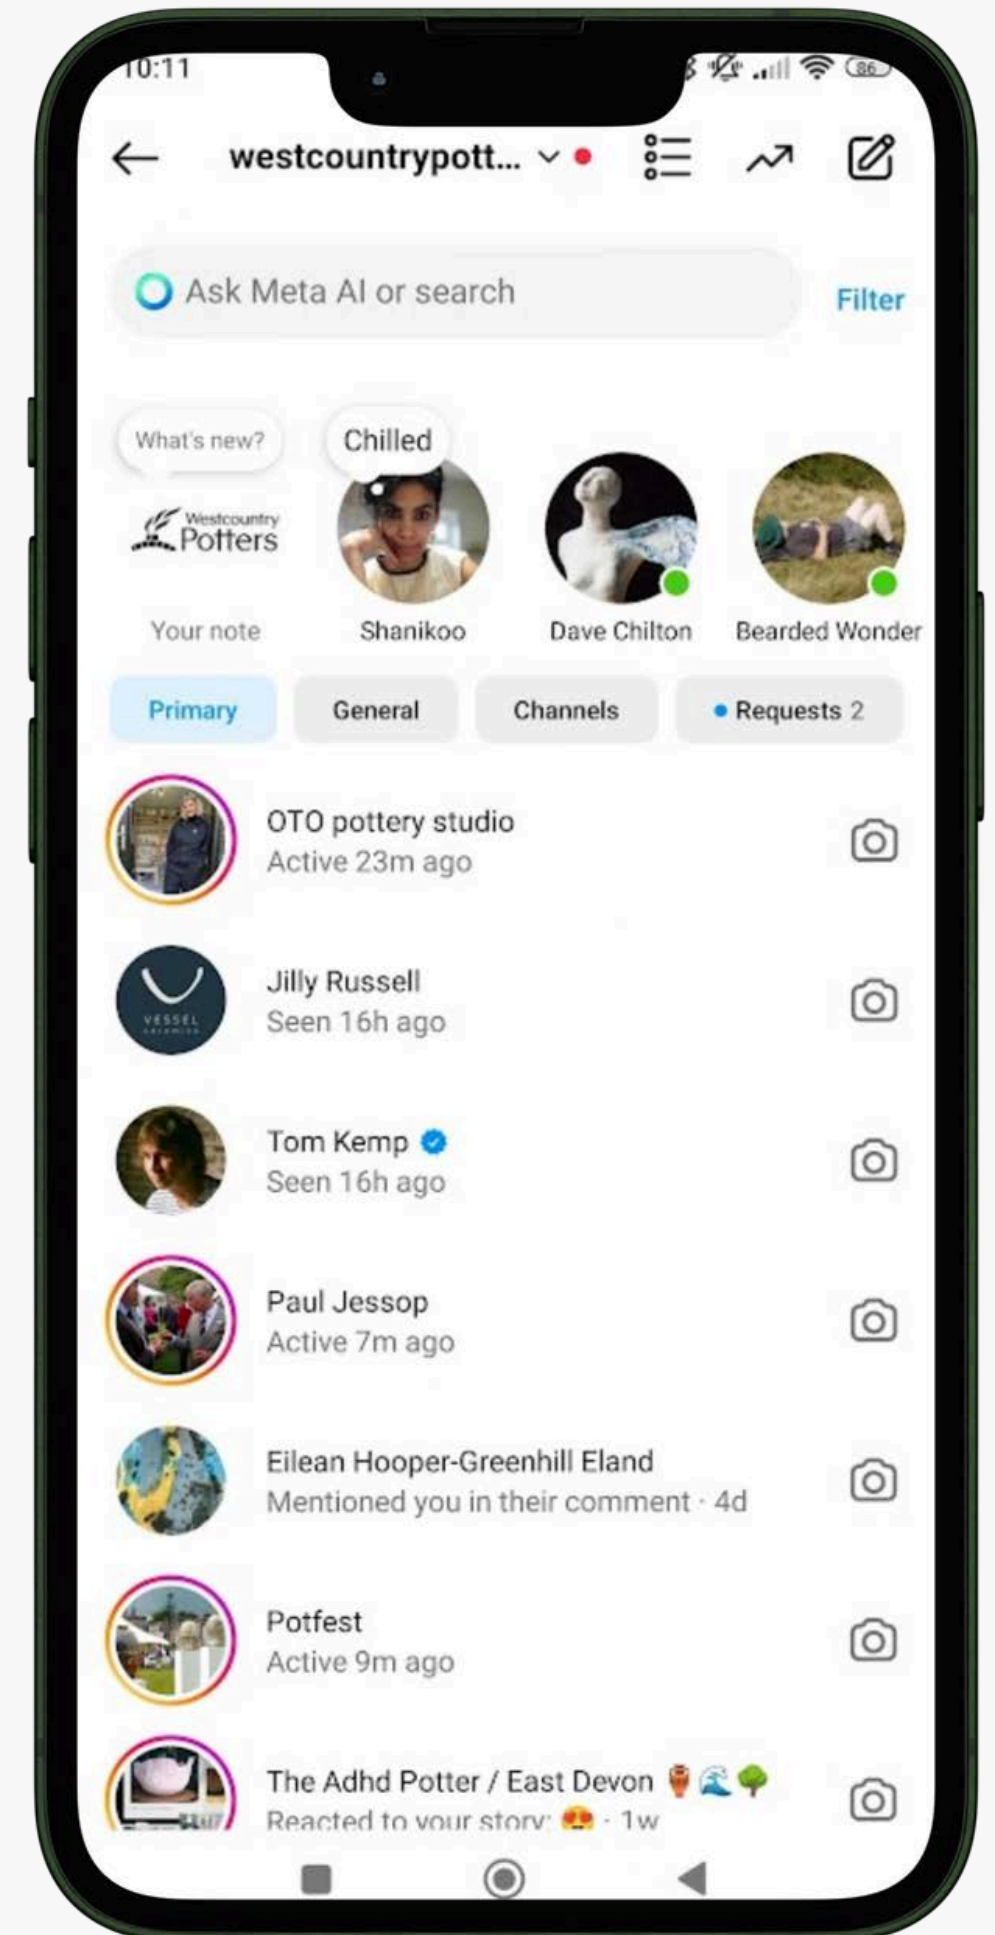 10:11
86
westcountrypott...
Ask Meta AI or search
Filter
What's new?
Chilled
Westcountry
Potters
Your note
Shanikoo
Dave Chilton
Bearded Wonder
Primary
General
Channels
Requests 2
OTO pottery studio
Active 23m ago
VESSEL
Jilly Russell
Seen 16h ago
Tom Kemp
Seen 16h ago
Paul Jessop
Active 7m ago
Eilean Hooper-Greenhill Eland
Mentioned you in their comment · 4d
Potfest
Active 9m ago
The Adhd Potter / East Devon 🏺🌊🌳
Reacted to your story: 😍 · 1w